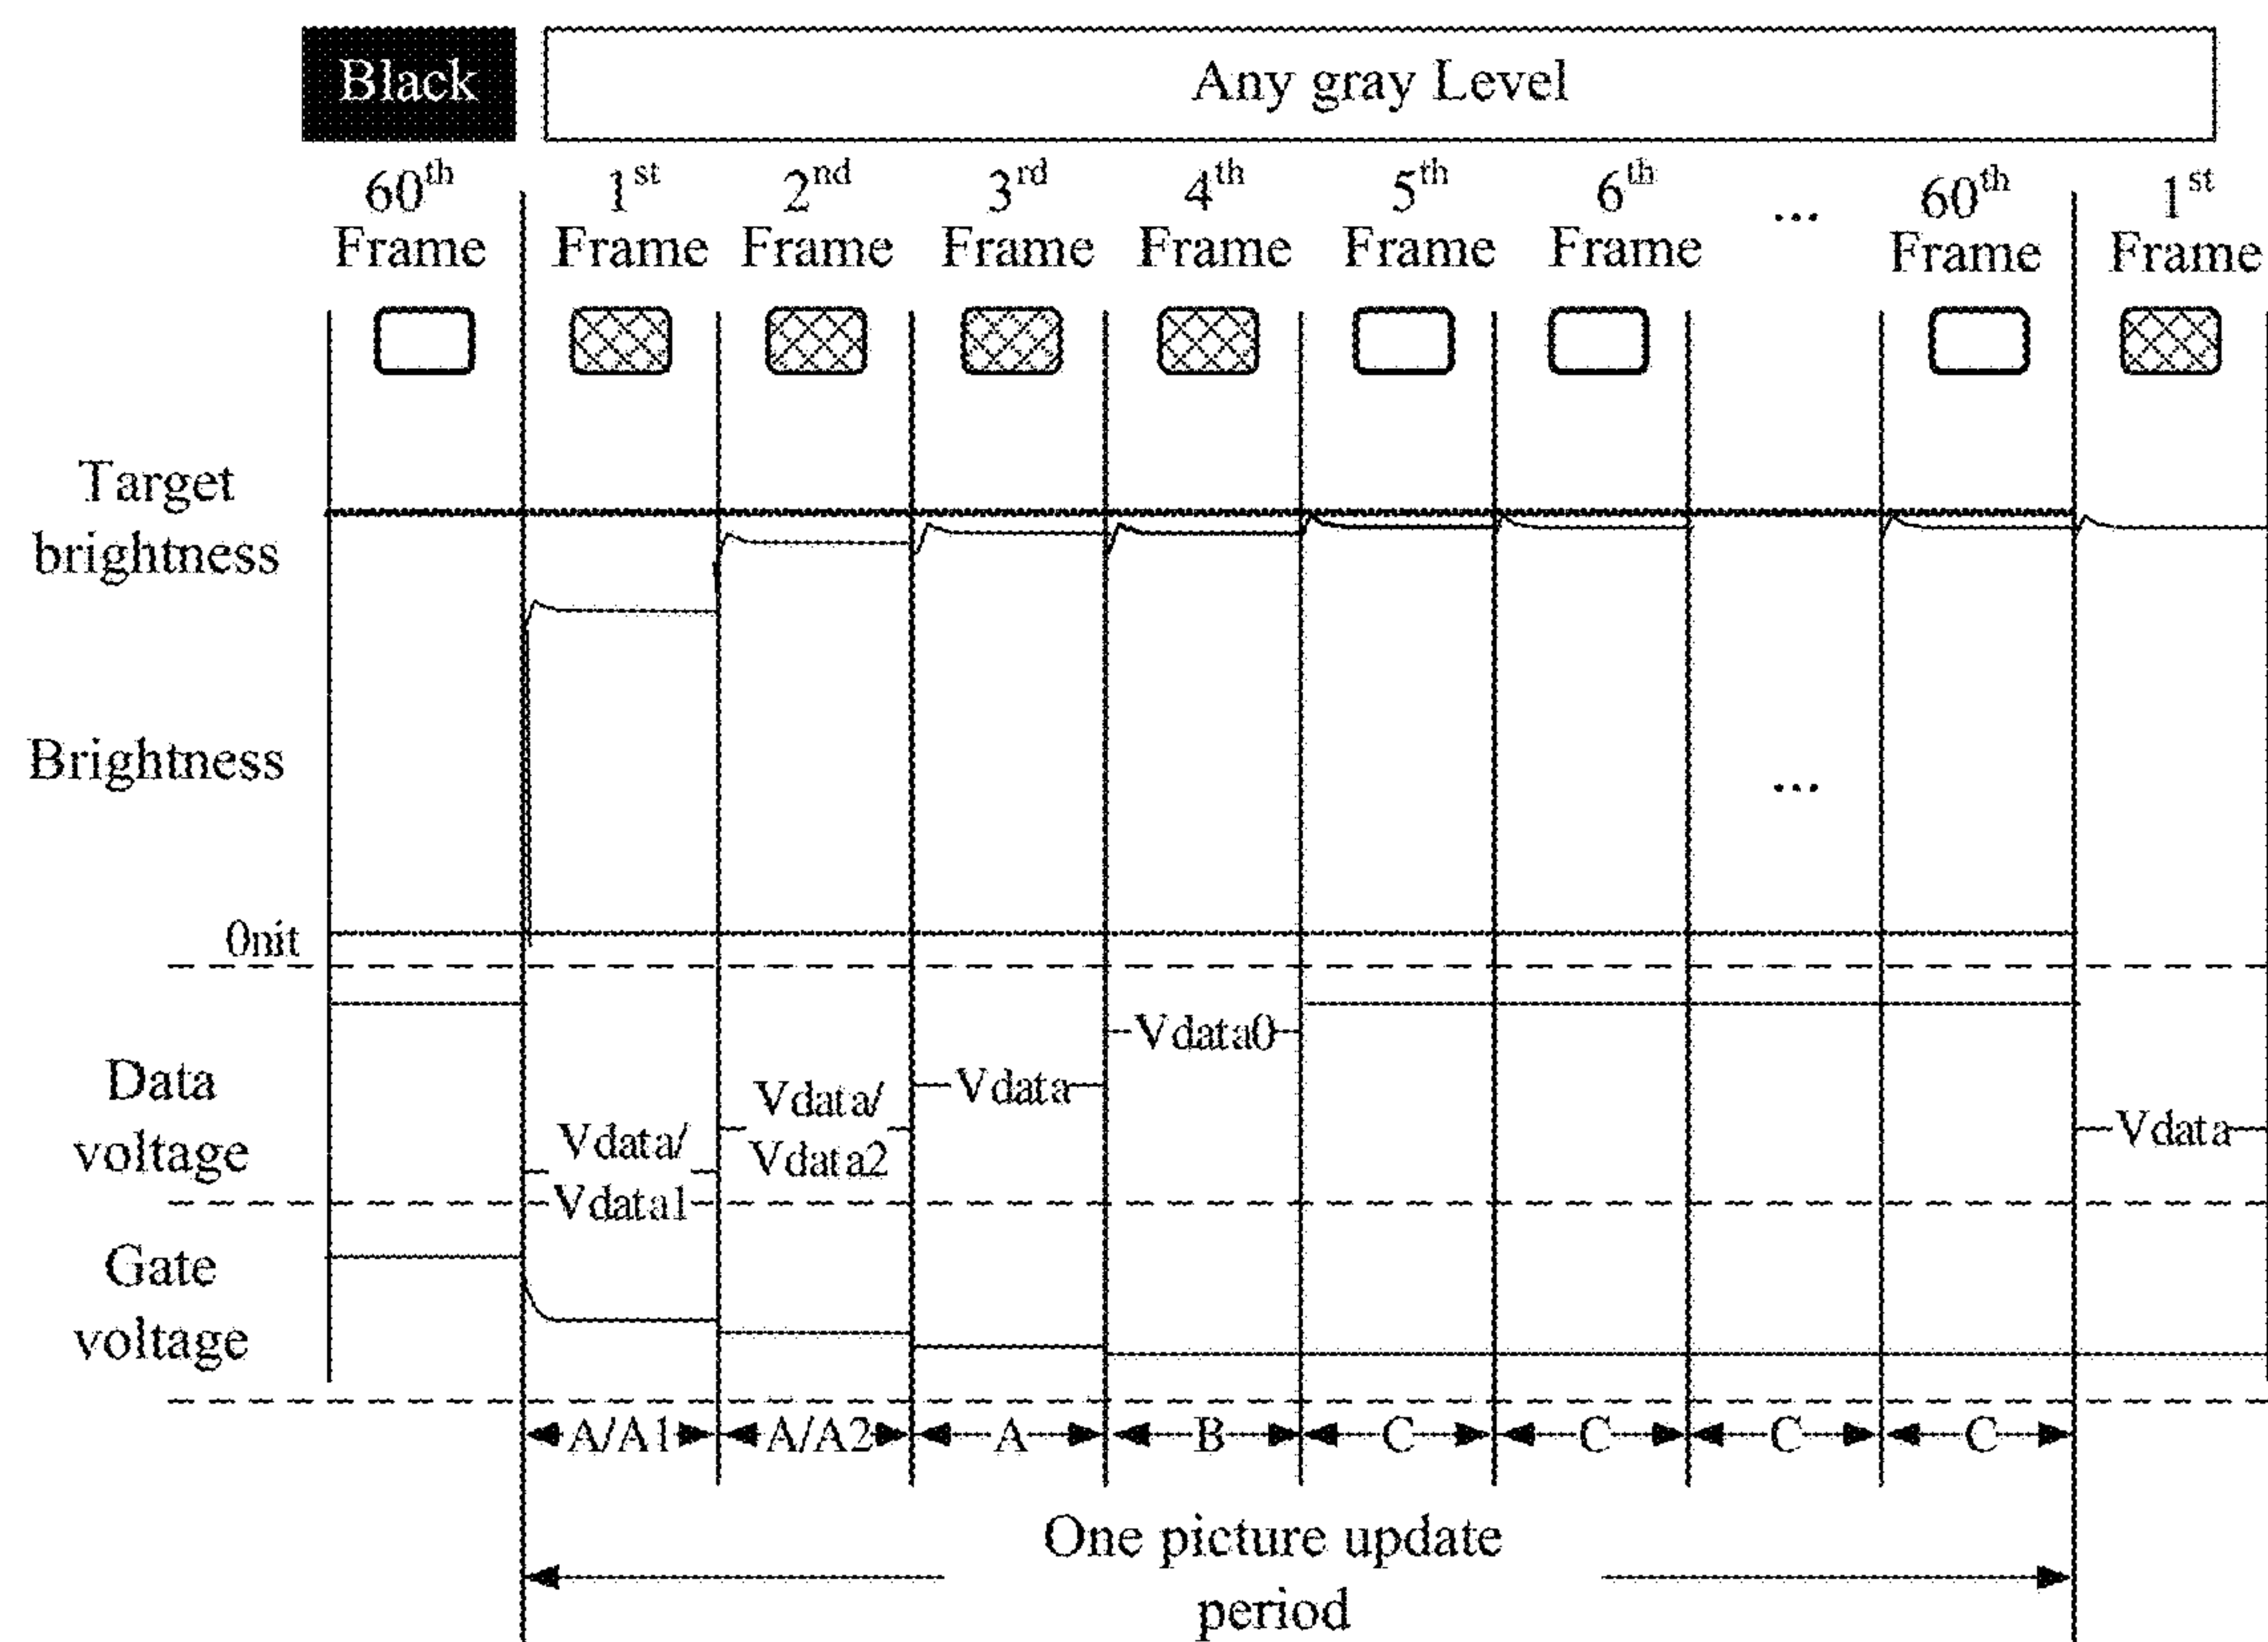 Black
Any gray Level
60th Frame
1st Frame
2nd Frame
3rd Frame
4th Frame
5th Frame
6th Frame
...
60th Frame
1st Frame
Target brightness
Brightness
...
0nit
Data voltage
Vdata/ Vdata1
Vdata/ Vdata2
Vdata
Vdata0
Vdata
Gate voltage
A/A1
A/A2
A
B
C
C
C
C
One picture update period